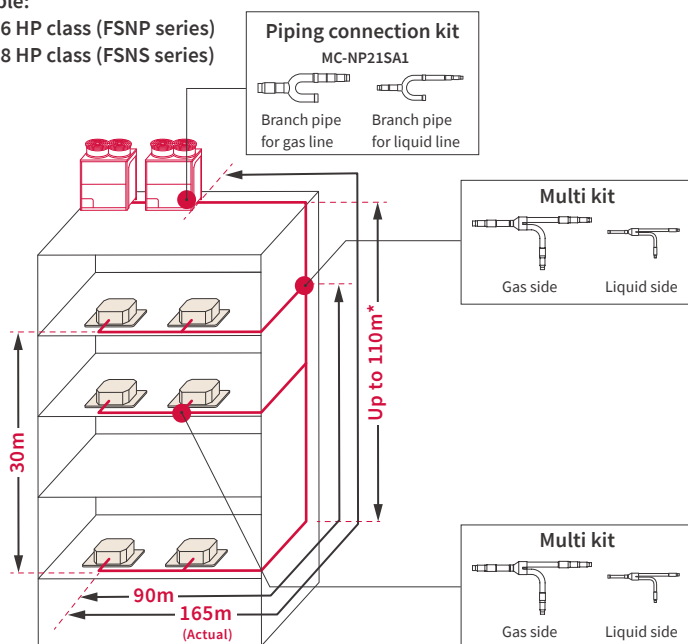 6 HP class (FSNP series)
8 HP class (FSNS series)
Piping connection kit
MC-NP21SA1
Branch pipe
for gas line
Branch pipe
for liquid line
Multi kit
Gas side
Liquid side
Up to 110m*
30m
90m
165m
(Actual)
Multi kit
Gas side
Liquid side